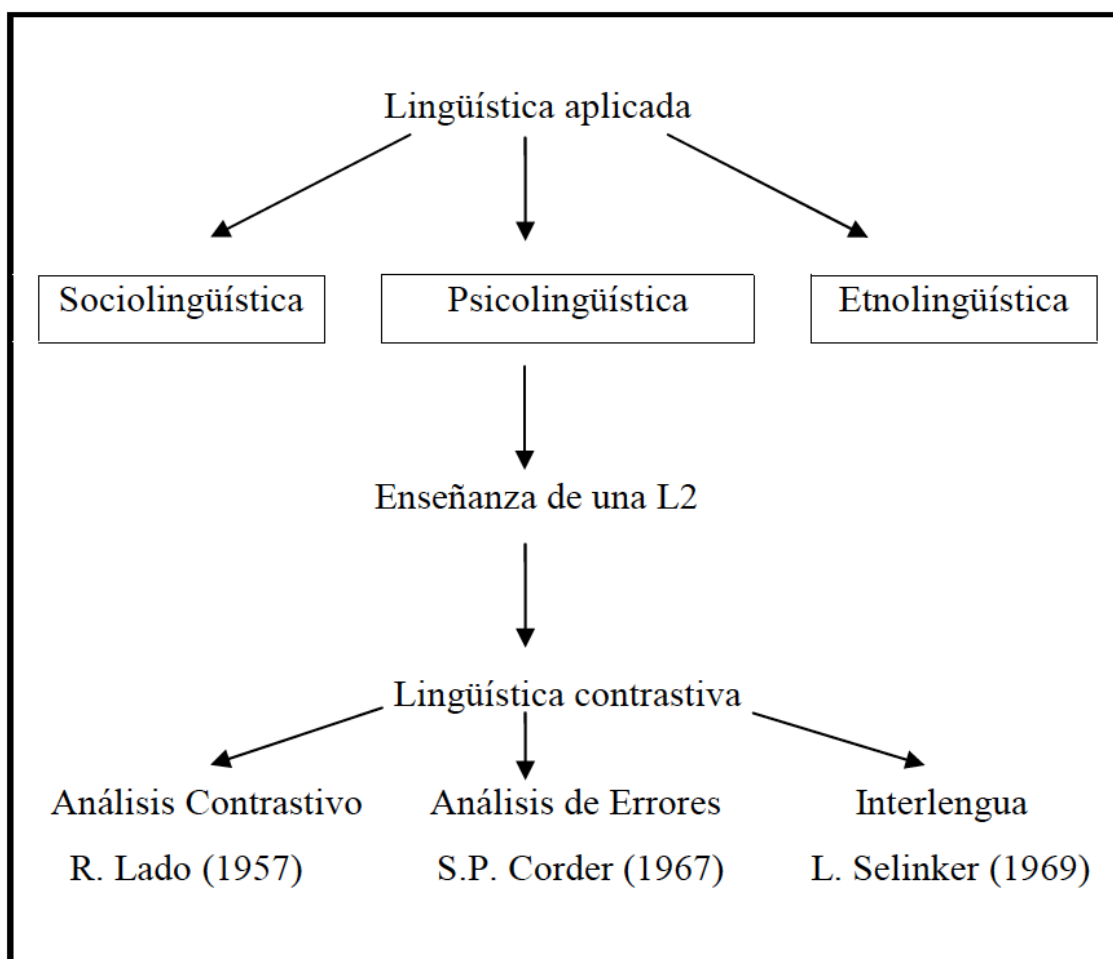 Lingüística aplicada
Sociolingüística Psicolingüística Etnolingüística
Enseñanza de una L2
Lingüística contrastiva
Análisis Contrastivo Análisis de Errores Interlengua
R. Lado (1957) S.P. Corder (1967) L. Selinker (1969)